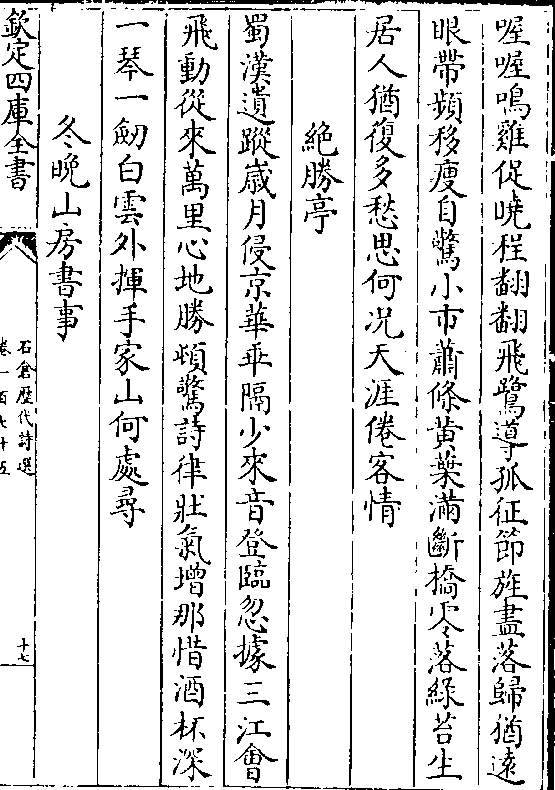 喔喔鳴雞促曉程翻翻飛鷺導孤征節旄盡落歸猶遠
眼帶頻移瘦自驚小市蕭條黄葉滿斷橋零落綠苔生
居人猶復多愁思何况天涯倦客情
絶勝亭
蜀漢遺蹤嵗月侵京華乖隔少來音登臨忽據三江會
飛動從來萬里心地勝頓驚詩律壯氣增那惜酒杯深
一琴一劒白雲外揮手家山何處尋
冬晚山房書事
欽定四庫全書
石倉歴代詩選
卷一百七十五
十七